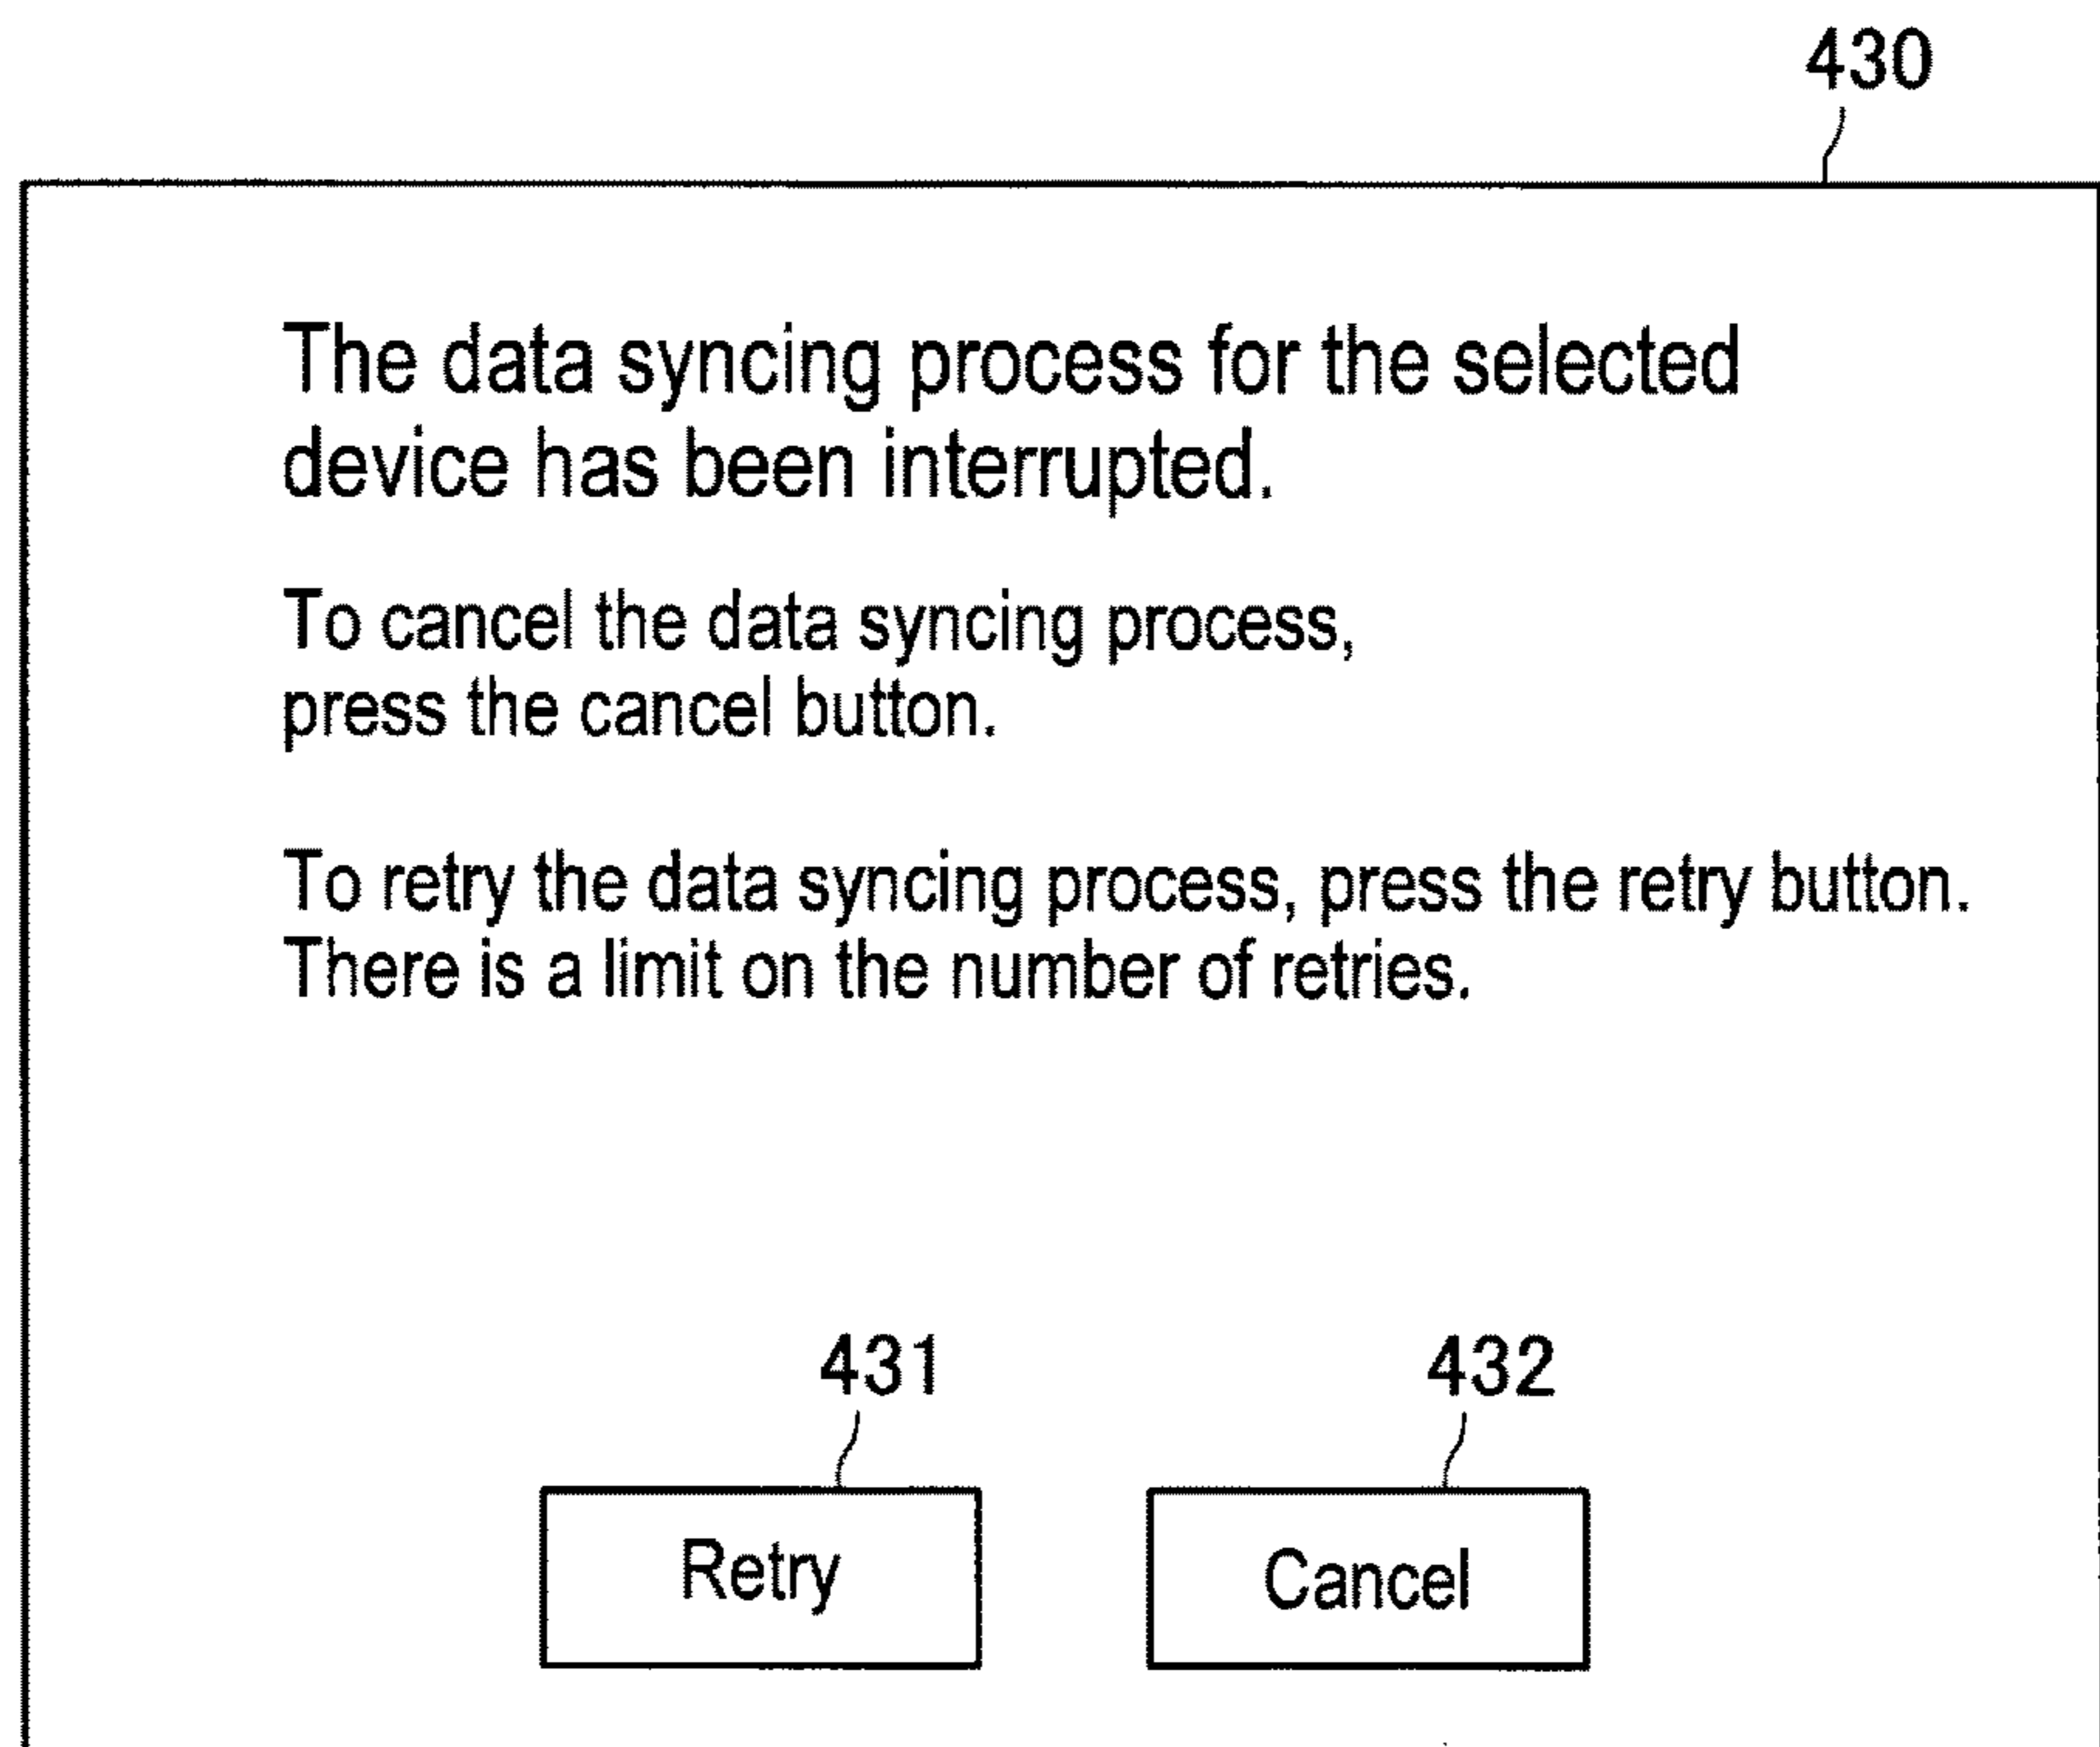 430
The data syncing process for the selected
device has been interrupted.
To cancel the data syncing process,
press the cancel button.
To retry the data syncing process, press the retry button.
There is a limit on the number of retries.
431
432
Retry
Cancel